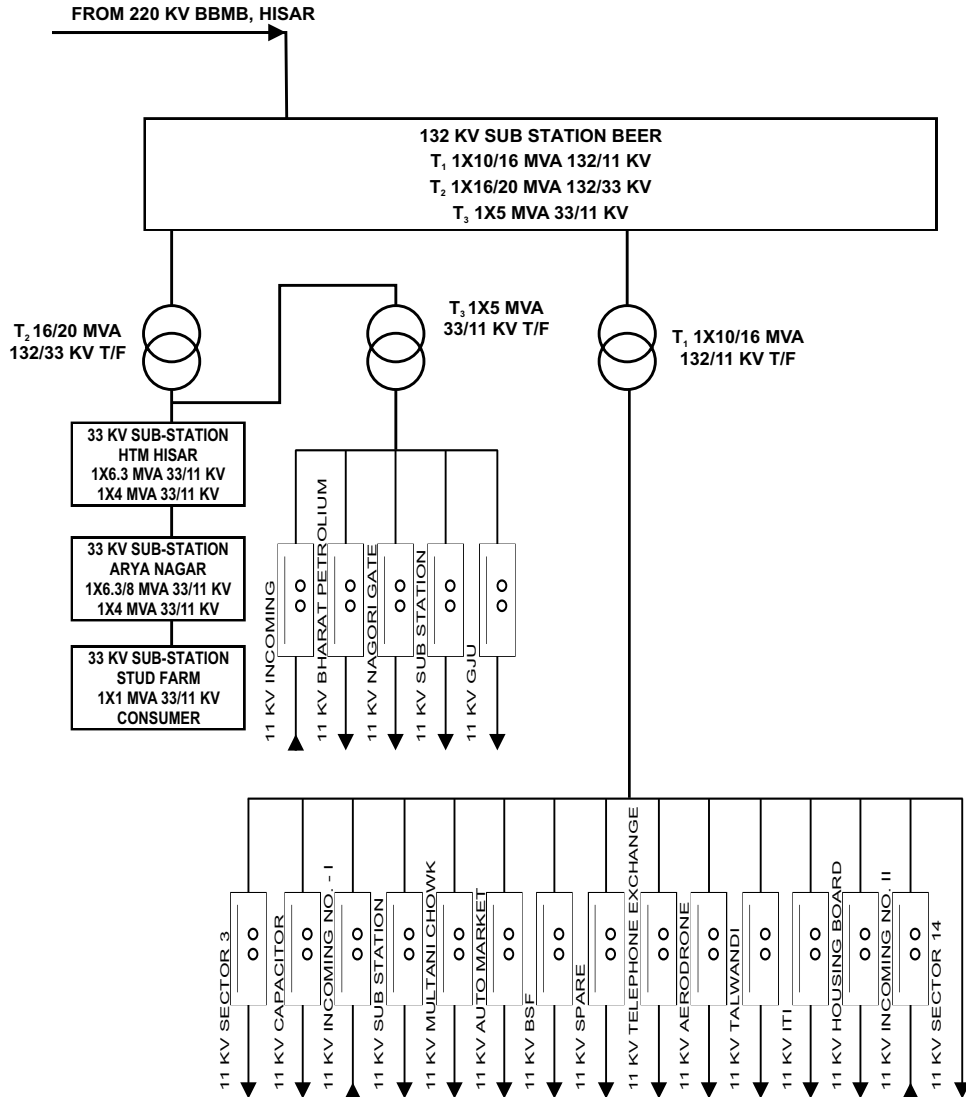 FROM 220 KV BBMB, HISAR
132 KV SUB STATION BEER
T₁ 1X10/16 MVA 132/11 KV
T₂ 1X16/20 MVA 132/33 KV
T₃ 1X5 MVA 33/11 KV
T₂ 16/20 MVA
132/33 KV T/F
T₃ 1X5 MVA
33/11 KV T/F
T₁ 1X10/16 MVA
132/11 KV T/F
33 KV SUB-STATION
HTM HISAR
1X6.3 MVA 33/11 KV
1X4 MVA 33/11 KV
33 KV SUB-STATION
ARYA NAGAR
1X6.3/8 MVA 33/11 KV
1X4 MVA 33/11 KV
33 KV SUB-STATION
STUD FARM
1X1 MVA 33/11 KV
CONSUMER
11 KV INCOMING
11 KV BHARAT PETROLIUM
11 KV NAGORI GATE
11 KV SUB STATION
11 KV GJU
11 KV SECTOR 3
11 KV CAPACITOR
11 KV INCOMING NO. - I
11 KV SUB STATION
11 KV MULTANI CHOWK
11 KV AUTO MARKET
11 KV BSF
11 KV SPARE
11 KV TELEPHONE EXCHANGE
11 KV AERODRONE
11 KV TALWANDI
11 KV ITI
11 KV HOUSING BOARD
11 KV INCOMING NO. II
11 KV SECTOR 14